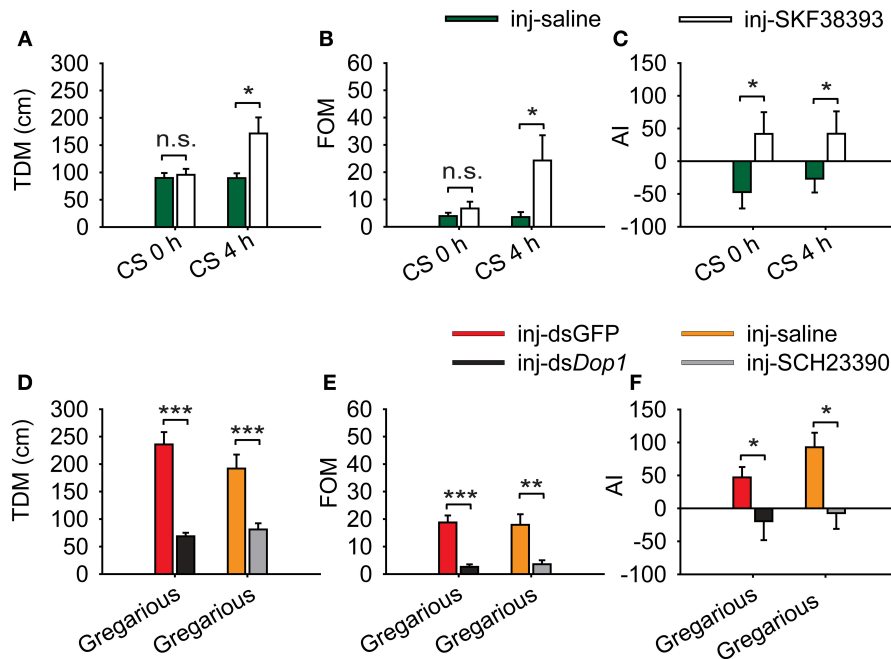 inj-saline inj-SKF38393
A B C
TDM (cm) 300 250 200 150 100 50 0 n.s. * CS 0 h CS 4 h
FOM 60 50 40 30 20 10 0 n.s. * CS 0 h CS 4 h
AI 150 100 50 0 -50 -100 * * CS 0 h CS 4 h
inj-dsGFP inj-saline
inj-dsDop1 inj-SCH23390
D E F
TDM (cm) 300 250 200 150 100 50 0 *** *** Gregarious Gregarious
FOM 60 50 40 30 20 10 0 *** ** Gregarious Gregarious
AI 150 100 50 0 -50 -100 * * Gregarious Gregarious